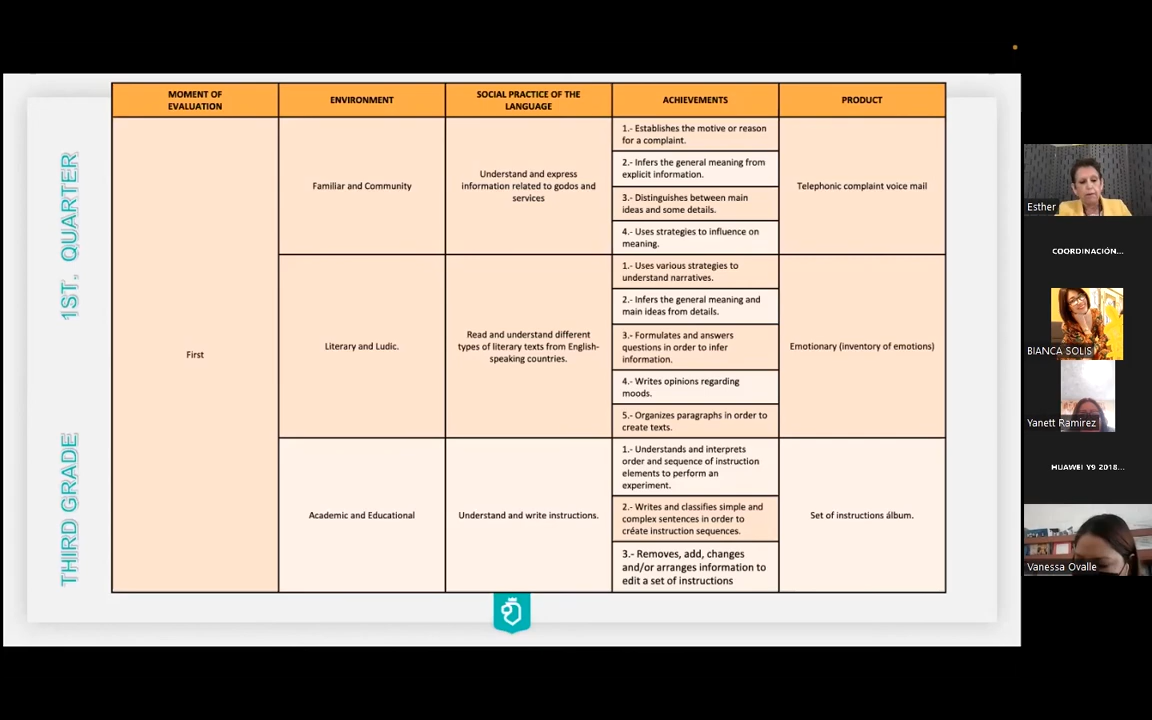 MOMENT OF
EVALUATION
ENVIRONMENT
SOCIAL PRACTICE OF THE
LANGUAGE
ACHIEVEMENTS
PRODUCT
1ST. QUARTER
THIRD GRADE
First
Familiar and Community
Understand and express
information related to godos and
services
1.- Establishes the motive or reason
for a complaint.
2.- Infers the general meaning from
explicit information.
3.- Distinguishes between main
ideas and some details.
4.- Uses strategies to influence on
meaning.
Telephonic complaint voice mail
Literary and Ludic.
Read and understand different
types of literary texts from English-
speaking countries.
1.- Uses various strategies to
understand narratives.
2.- Infers the general meaning and
main ideas from details.
3.- Formulates and answers
questions in order to infer
information.
4.- Writes opinions regarding
moods.
5.- Organizes paragraphs in order to
create texts.
Emotionary (inventory of emotions)
Academic and Educational
Understand and write instructions.
1.- Understands and interprets
order and sequence of instruction
elements to perform an
experiment.
2.- Writes and classifies simple and
complex sentences in order to
créate instruction sequences.
3.- Removes, add, changes
and/or arranges information to
edit a set of instructions
Set of instructions álbum.
Esther
COORDINACIÓN...
BIANCA SOLIS
Yanett Ramirez
HUAWEI Y9 2018...
Vanessa Ovalle